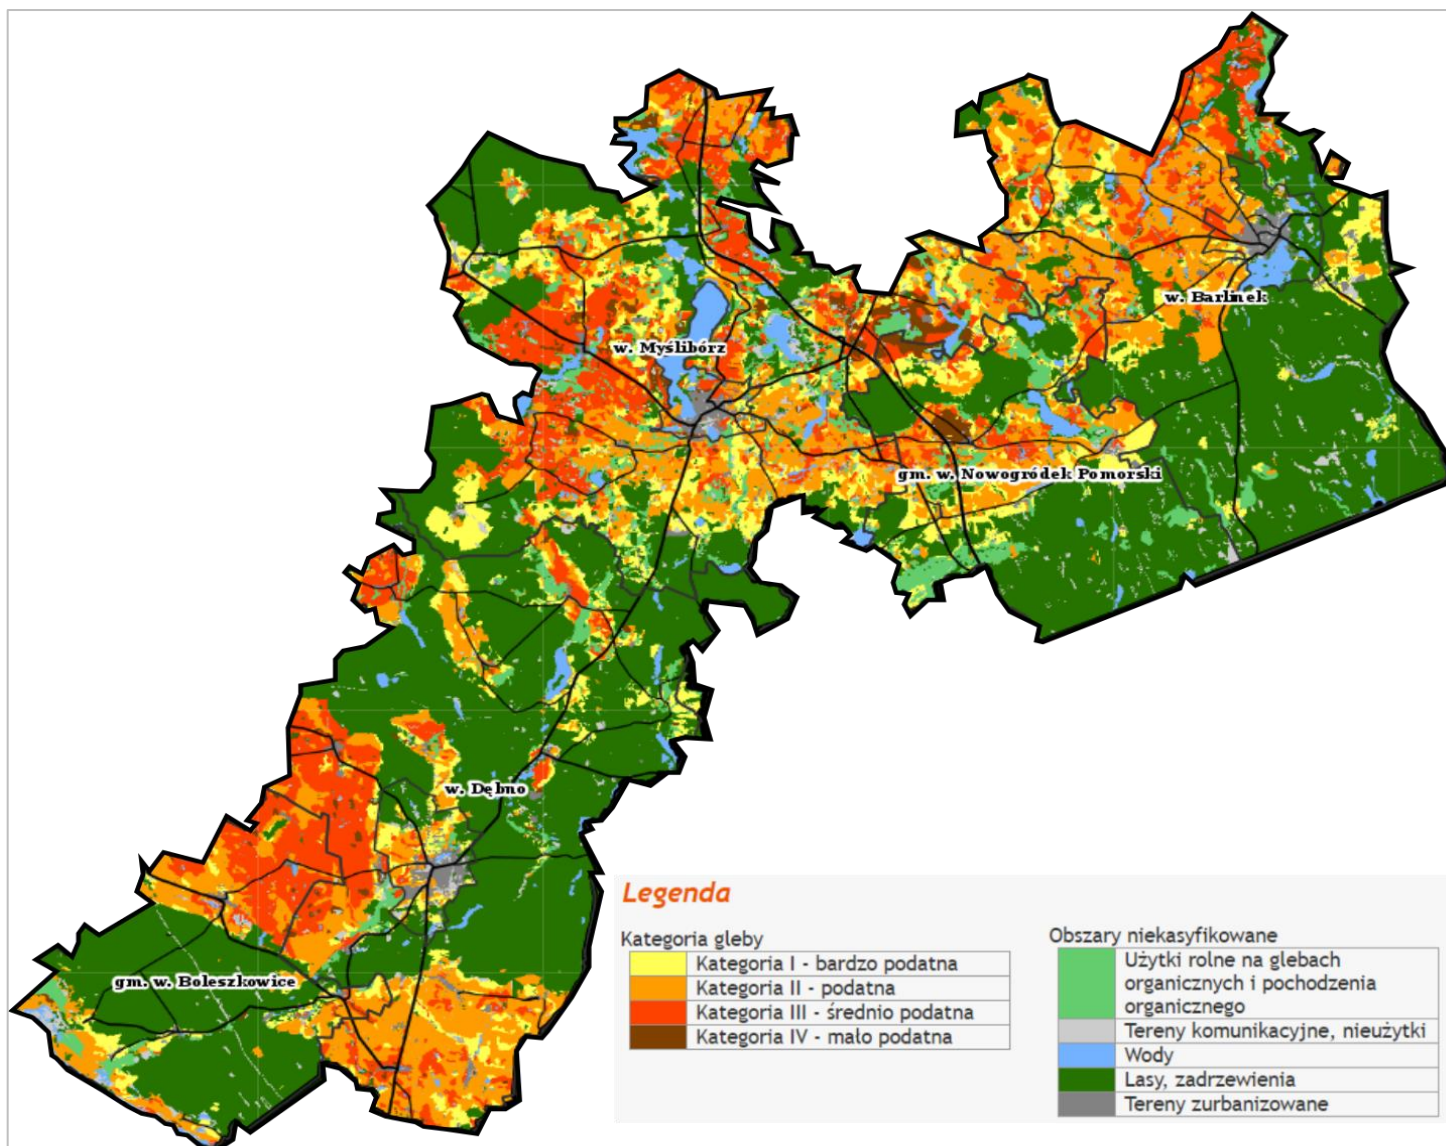 w. Barlinek
w. Myślibórz
gm. w. Nowogródek Pomorski
w. Dębno
gm. w. Boleszkowice
Legenda
Kategoria gleby
Kategoria I - bardzo podatna
Kategoria II - podatna
Kategoria III - średnio podatna
Kategoria IV - mało podatna
Obszary niekasyfikowane
Użytki rolne na glebach
organicznych i pochodzenia
organicznego
Tereny komunikacyjne, nieużytki
Wody
Lasy, zadrzewienia
Tereny zurbanizowane